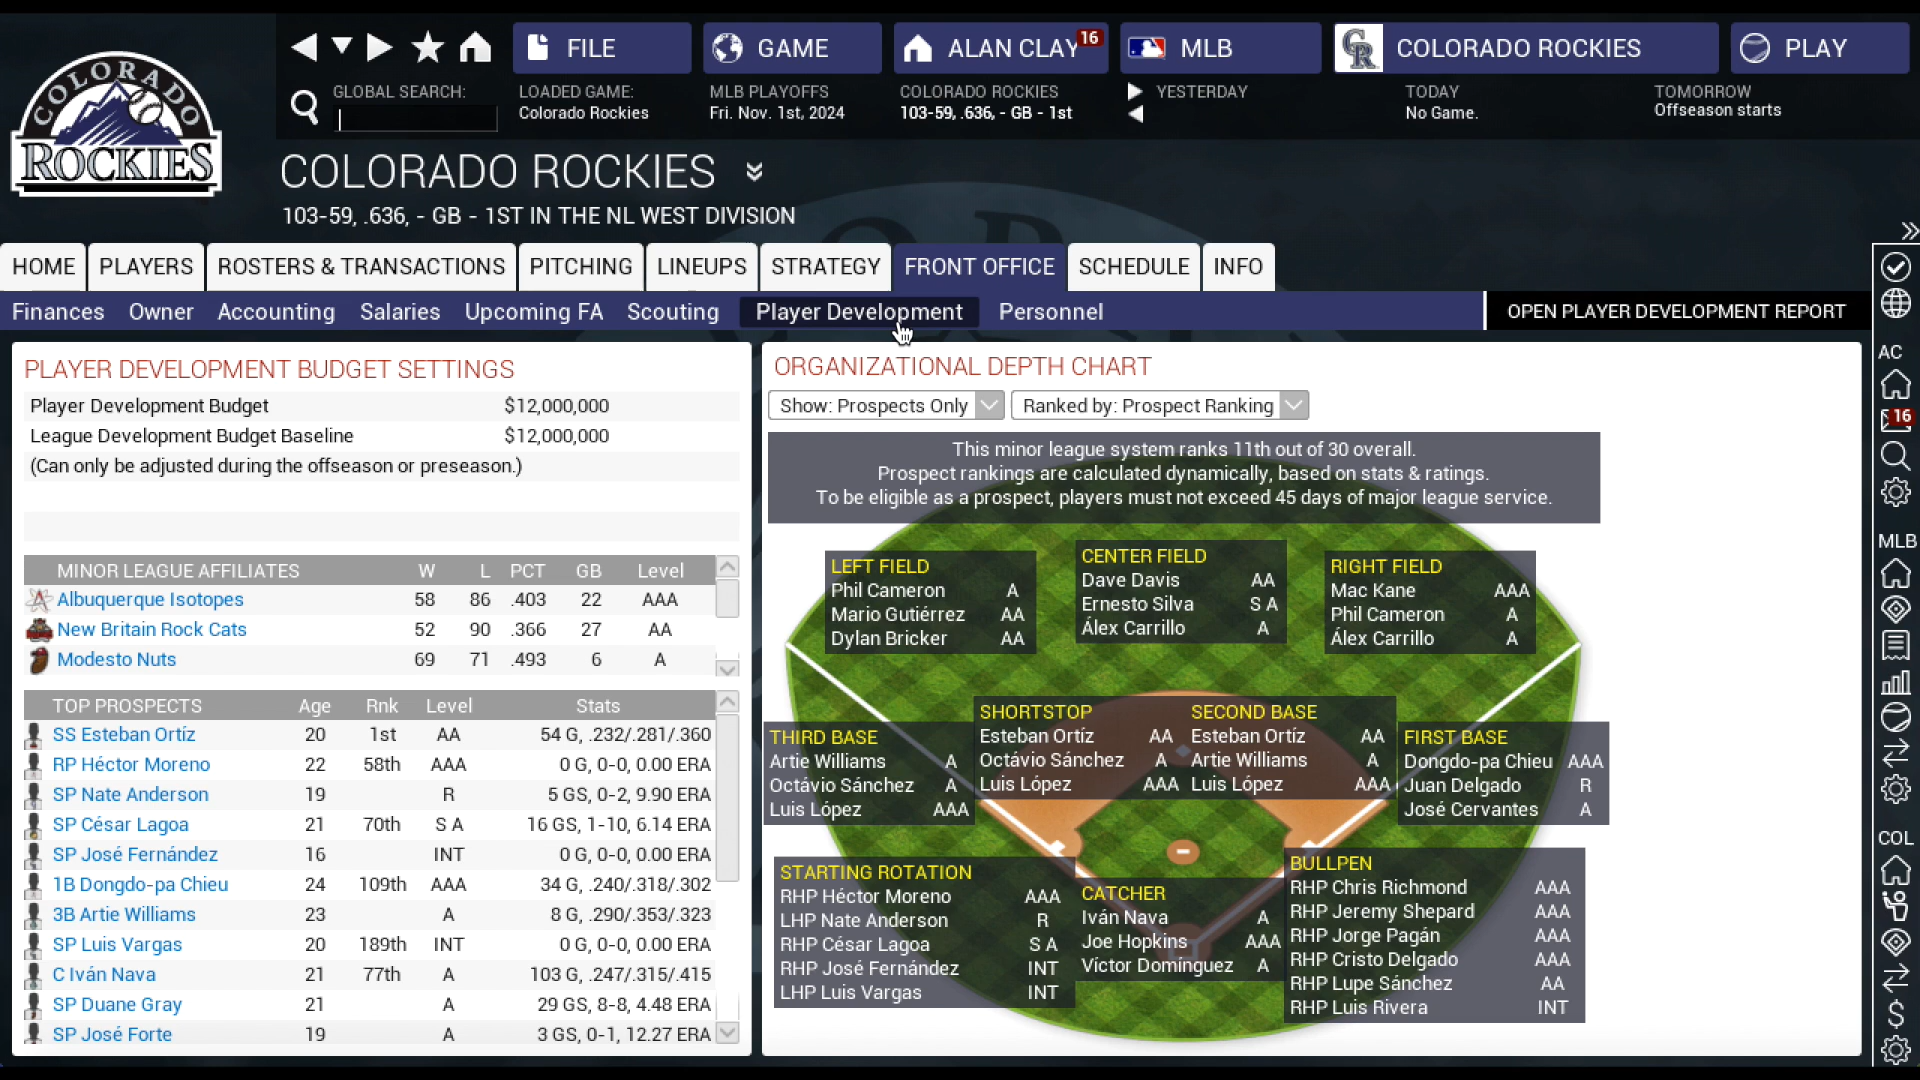 COLORADO
ROCKIES
FILE
GAME
ALAN CLAY
16
MLB
COLORADO ROCKIES
PLAY
GLOBAL SEARCH:
LOADED GAME:
Colorado Rockies
MLB PLAYOFFS
Fri. Nov. 1st, 2024
COLORADO ROCKIES
103-59, .636, - GB - 1st
YESTERDAY
TODAY
No Game.
TOMORROW
Offseason starts
COLORADO ROCKIES
103-59, .636, - GB - 1ST IN THE NL WEST DIVISION
HOME PLAYERS ROSTERS & TRANSACTIONS PITCHING LINEUPS STRATEGY FRONT OFFICE SCHEDULE INFO
Finances Owner Accounting Salaries Upcoming FA Scouting Player Development Personnel
OPEN PLAYER DEVELOPMENT REPORT
PLAYER DEVELOPMENT BUDGET SETTINGS
Player Development Budget $12,000,000
League Development Budget Baseline $12,000,000
(Can only be adjusted during the offseason or preseason.)
MINOR LEAGUE AFFILIATES W L PCT GB Level
Albuquerque Isotopes 58 86 .403 22 AAA
New Britain Rock Cats 52 90 .366 27 AA
Modesto Nuts 69 71 .493 6 A
TOP PROSPECTS Age Rnk Level Stats
SS Esteban Ortíz 20 1st AA 54 G, .232/.281/.360
RP Héctor Moreno 22 58th AAA 0 G, 0-0, 0.00 ERA
SP Nate Anderson 19 R 5 GS, 0-2, 9.90 ERA
SP César Lagoa 21 70th S A 16 GS, 1-10, 6.14 ERA
SP José Fernández 16 INT 0 G, 0-0, 0.00 ERA
1B Dongdo-pa Chieu 24 109th AAA 34 G, .240/.318/.302
3B Artie Williams 23 A 8 G, .290/.353/.323
SP Luis Vargas 20 189th INT 0 G, 0-0, 0.00 ERA
C Iván Nava 21 77th A 103 G, .247/.315/.415
SP Duane Gray 21 A 29 GS, 8-8, 4.48 ERA
SP José Forte 19 A 3 GS, 0-1, 12.27 ERA
ORGANIZATIONAL DEPTH CHART
Show: Prospects Only
Ranked by: Prospect Ranking
This minor league system ranks 11th out of 30 overall.
Prospect rankings are calculated dynamically, based on stats & ratings.
To be eligible as a prospect, players must not exceed 45 days of major league service.
LEFT FIELD
Phil Cameron A
Mario Gutiérrez AA
Dylan Bricker AA
CENTER FIELD
Dave Davis AA
Ernesto Silva S A
Álex Carrillo A
RIGHT FIELD
Mac Kane AAA
Phil Cameron A
Álex Carrillo A
THIRD BASE
Artie Williams A
Octávio Sánchez A
Luis López AAA
SHORTSTOP
Esteban Ortíz AA
Octávio Sánchez A
Luis López AAA
SECOND BASE
Esteban Ortíz AA
Artie Williams A
Luis López AAA
FIRST BASE
Dongdo-pa Chieu AAA
Juan Delgado R
José Cervantes A
STARTING ROTATION
RHP Héctor Moreno AAA
LHP Nate Anderson R
RHP César Lagoa S A
RHP José Fernández INT
LHP Luis Vargas INT
CATCHER
Iván Nava A
Joe Hopkins AAA
Víctor Domínguez A
BULLPEN
RHP Chris Richmond AAA
RHP Jeremy Shepard AAA
RHP Jorge Pagán AAA
RHP Cristo Delgado AAA
RHP Lupe Sánchez AA
RHP Luis Rivera INT
AC
16
MLB
COL